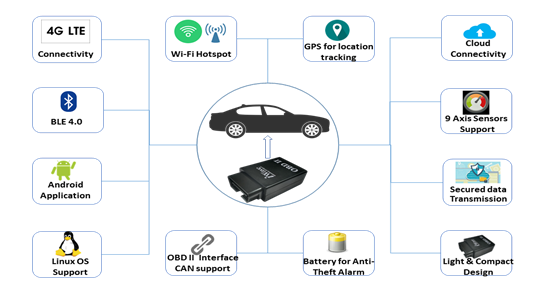 4G LTE
Connectivity
Wi-Fi Hotspot
GPS for location
tracking
Cloud
Connectivity
BLE 4.0
9 Axis Sensors
Support
Android
Application
OBD II
Secured data
Transmission
Linux OS
Support
OBD II Interface
CAN support
Battery for Anti-
Theft Alarm
Light & Compact
Design